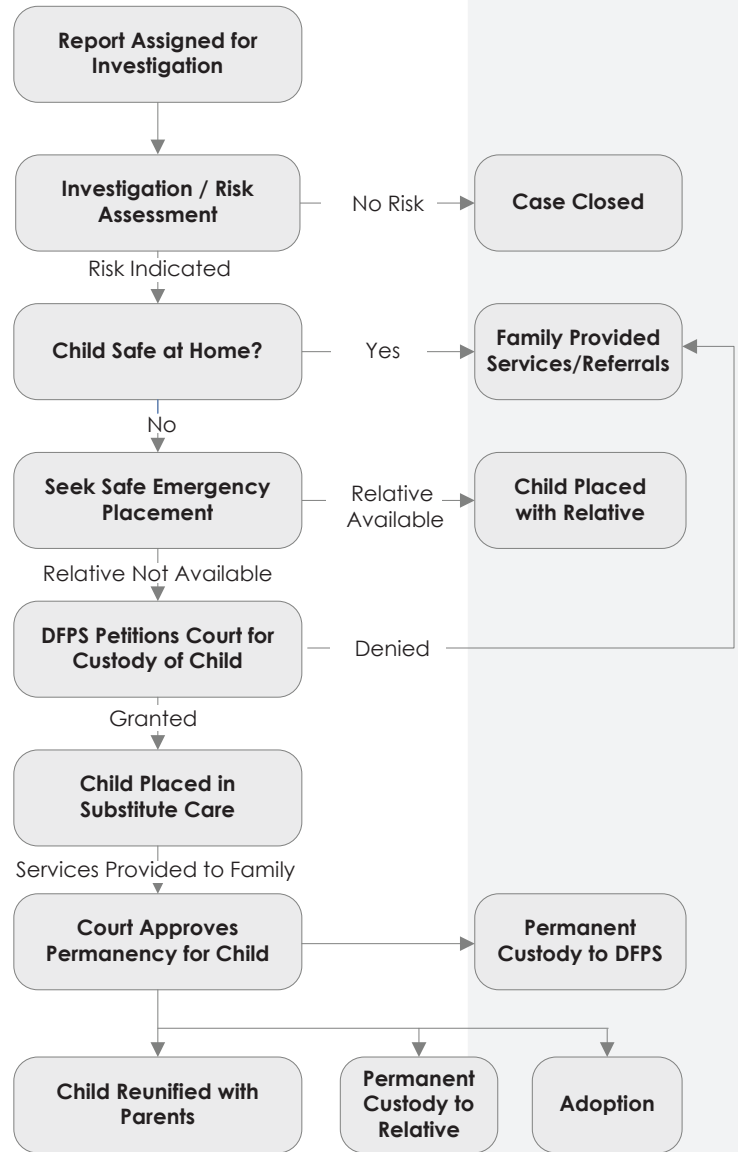 Report Assigned for
Investigation
Investigation / Risk
Assessment
No Risk
Case Closed
Risk Indicated
Child Safe at Home?
Yes
Family Provided
Services/Referrals
No
Seek Safe Emergency
Placement
Relative
Available
Child Placed
with Relative
Relative Not Available
DFPS Petitions Court for
Custody of Child
Denied
Granted
Child Placed in
Substitute Care
Services Provided to Family
Court Approves
Permanency for Child
Permanent
Custody to DFPS
Child Reunified with
Parents
Permanent
Custody to
Relative
Adoption